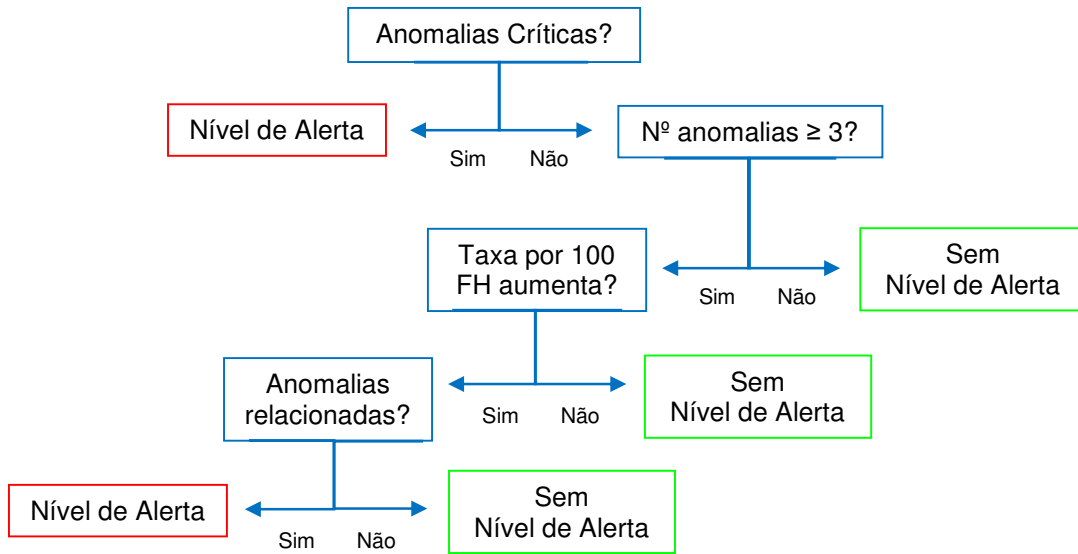 Anomalias Críticas?
Nível de Alerta
Sim
Não
Nº anomalias ≥ 3?
Taxa por 100
FH aumenta?
Sim
Não
Sem
Nível de Alerta
Anomalias
relacionadas?
Sim
Não
Sem
Nível de Alerta
Nível de Alerta
Sim
Não
Sem
Nível de Alerta